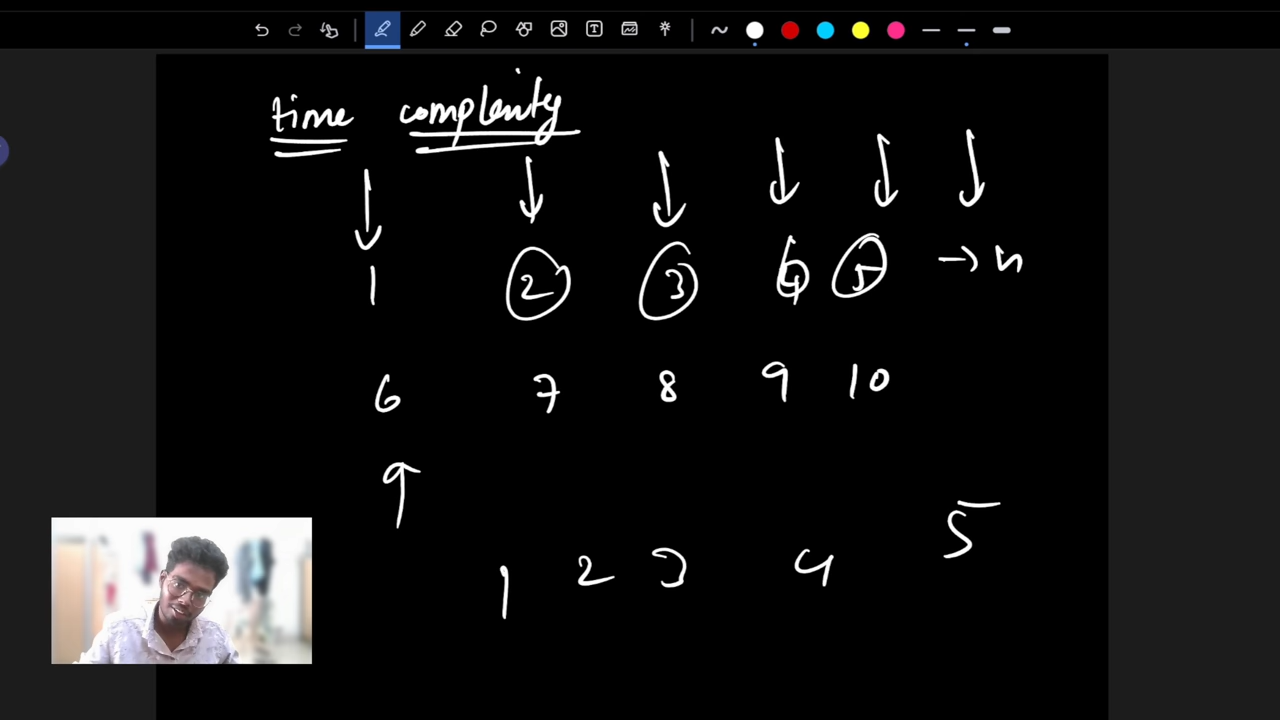 time complexity
1 2 3 4 5 → n
6 7 8 9 10
1 2 3 4 5